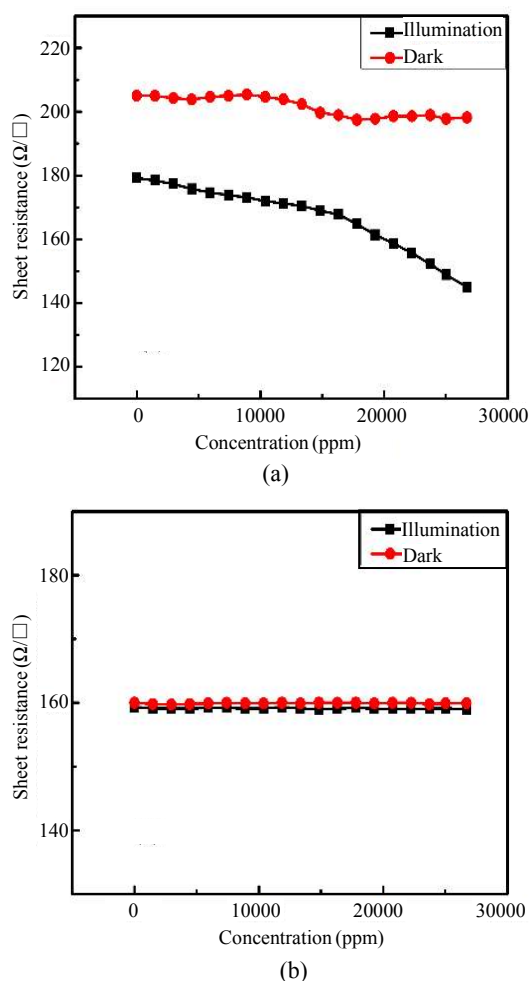 Illumination
Dark
220
200
180
160
140
120
Sheet resistance (Ω/□)
0
10000
20000
30000
Concentration (ppm)
(a)
Illumination
Dark
180
160
140
Sheet resistance (Ω/□)
0
10000
20000
30000
Concentration (ppm)
(b)